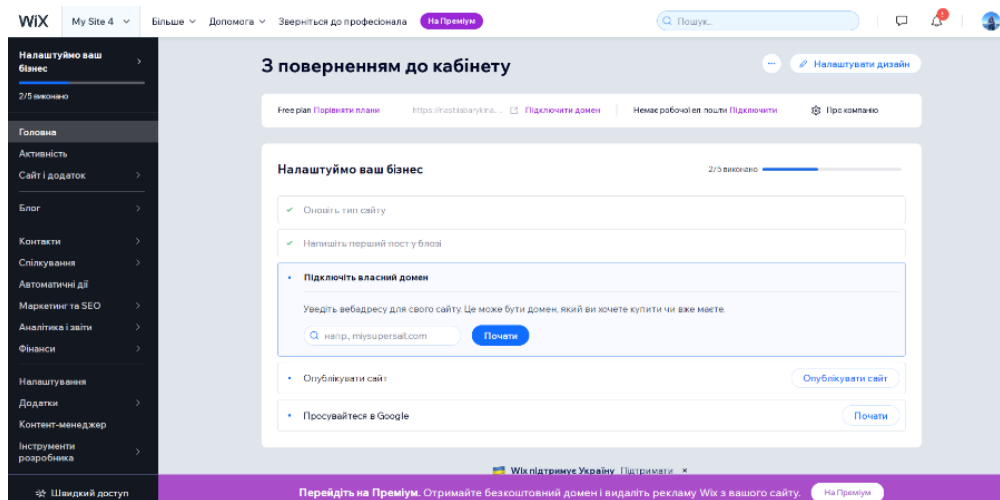 WiX My Site 4 Більше Допомога Зверніться до професіонала На Преміум Пошук...
Налаштуймо ваш
бізнес
2/5 виконано
Головна
Активність
Сайт і додаток
Блог
Контакти
Спілкування
Автоматичні дії
Маркетинг та SEO
Аналітика і звіти
Фінанси
Налаштування
Додатки
Контент-менеджер
Інструменти
розробника
Швидкий доступ
З поверненням до кабінету
Налаштувати дизайн
Free plan Порівняти плани https://nastilabarykina... Підключити домен Немає робочої ел. пошти Підключити Про компанію
Налаштуймо ваш бізнес 2/5 виконано
Оновіть тип сайту
Напишіть перший пост у блозі
Підключіть власний домен
Уведіть вебадресу для свого сайту. Це може бути домен, який ви хочете купити чи вже маєте.
напр., miysupersait.com Почати
Опублікувати сайт Опублікувати сайт
Просувайтеся в Google Почати
Wix підтримує Україну Підтримати ×
Перейдіть на Преміум. Отримайте безкоштовний домен і видаліть рекламу Wix з вашого сайту. На Преміум